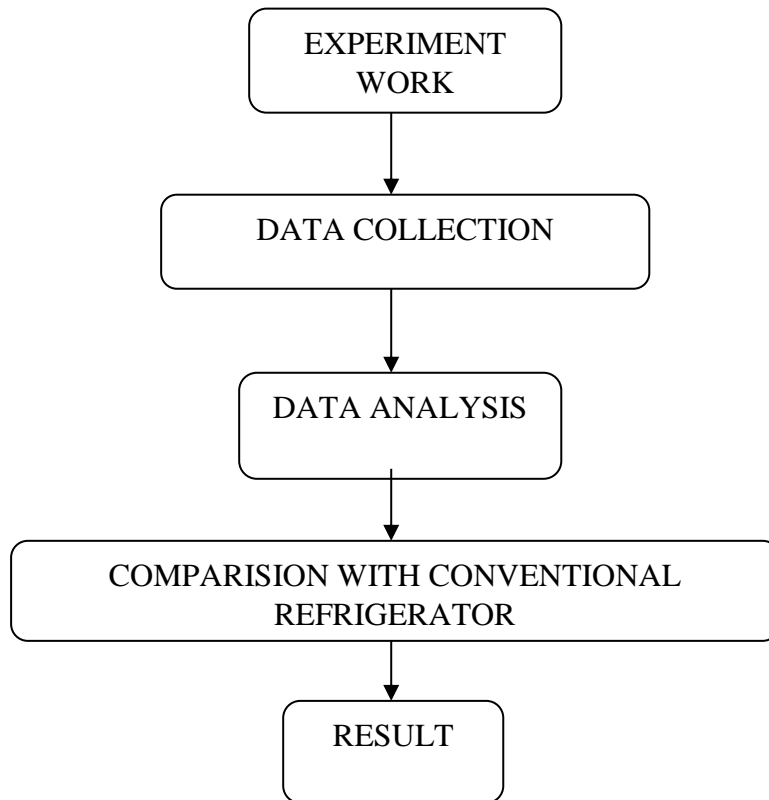 EXPERIMENT
WORK
DATA COLLECTION
DATA ANALYSIS
COMPARISION WITH CONVENTIONAL
REFRIGERATOR
RESULT